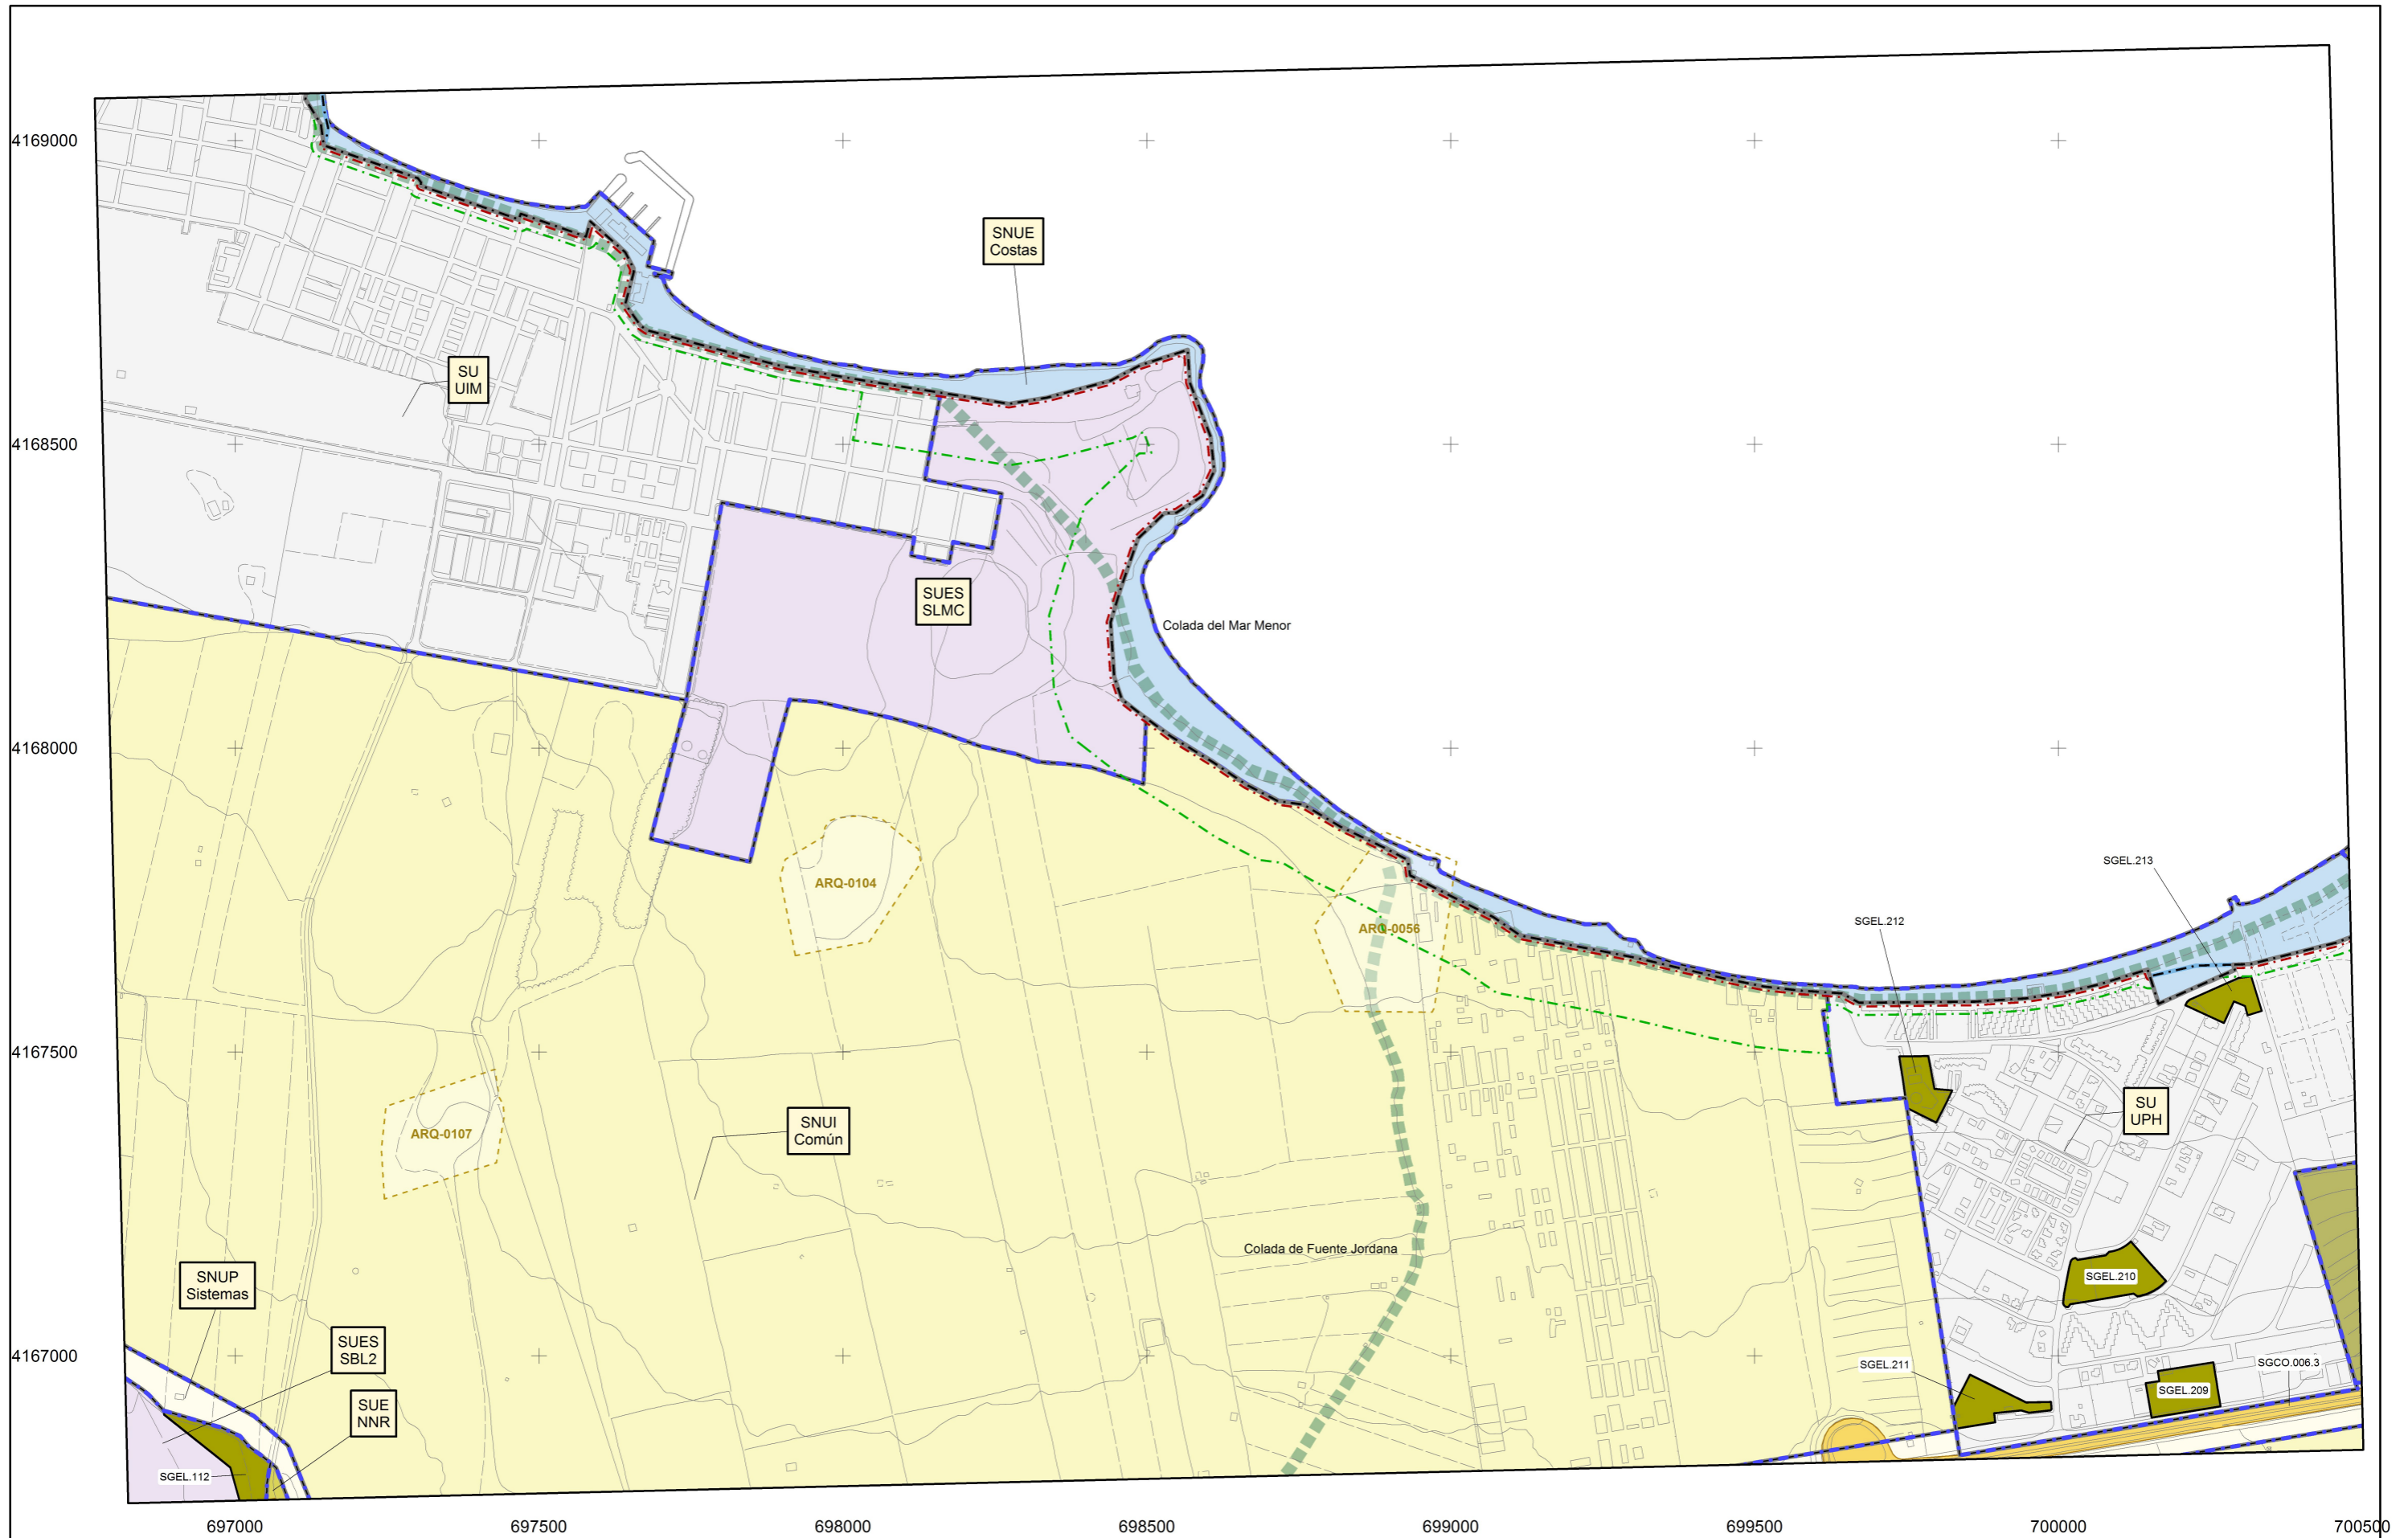 4169000
SNUE
Costas
SU
UIM
4168500
SUES
SLMC
Colada del Mar Menor
4168000
ARQ-0104
SGEL.213
SGEL.212
ARQ-0056
4167500
SU
UPH
SNUI
Común
ARQ-0107
Colada de Fuente Jordana
SNUP
Sistemas
SGEL.210
SUES
SBL2
4167000
SGEL.211
SGCO.006.3
SGEL.209
SUE
NNR
SGEL.112
697000
697500
698000
698500
699000
699500
700000
700500